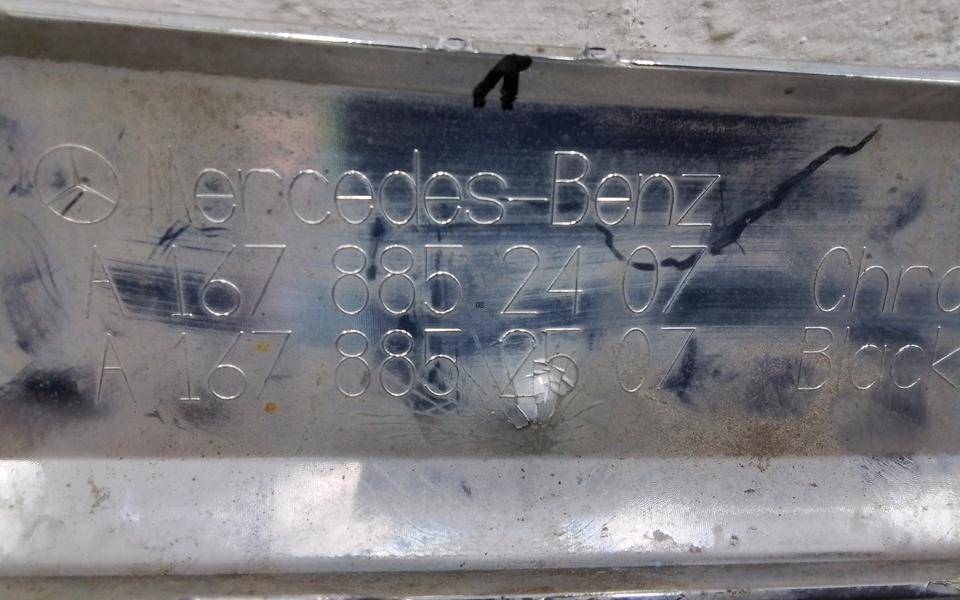 Mercedes-Benz
A 167 885 24 07 Chro
A 167 885 25 07 Black